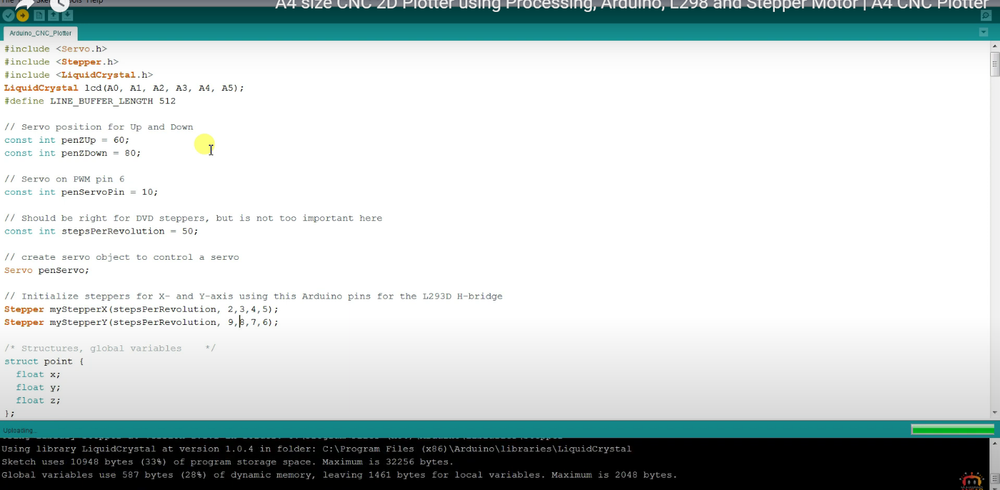 Help
A4 size CNC 2D Plotter using Processing, Arduino, L298 and Stepper Motor | A4 CNC Plotter
Arduino_CNC_Plotter
#include <Servo.h>
#include <Stepper.h>
#include <LiquidCrystal.h>
LiquidCrystal lcd(A0, A1, A2, A3, A4, A5);
#define LINE_BUFFER_LENGTH 512
// Servo position for Up and Down
const int penZUp = 60;
const int penZDown = 80;
// Servo on PWM pin 6
const int penServoPin = 10;
// Should be right for DVD steppers, but is not too important here
const int stepsPerRevolution = 50;
// create servo object to control a servo
Servo penServo;
// Initialize steppers for X- and Y-axis using this Arduino pins for the L293D H-bridge
Stepper myStepperX(stepsPerRevolution, 2,3,4,5);
Stepper myStepperY(stepsPerRevolution, 9,8,7,6);
/* Structures, global variables    */
struct point {
  float x;
  float y;
  float z;
};
Uploading...
Using library LiquidCrystal at version 1.0.4 in folder: C:\Program Files (x86)\Arduino\libraries\LiquidCrystal
Sketch uses 10948 bytes (33%) of program storage space. Maximum is 32256 bytes.
Global variables use 587 bytes (28%) of dynamic memory, leaving 1461 bytes for local variables. Maximum is 2048 bytes.